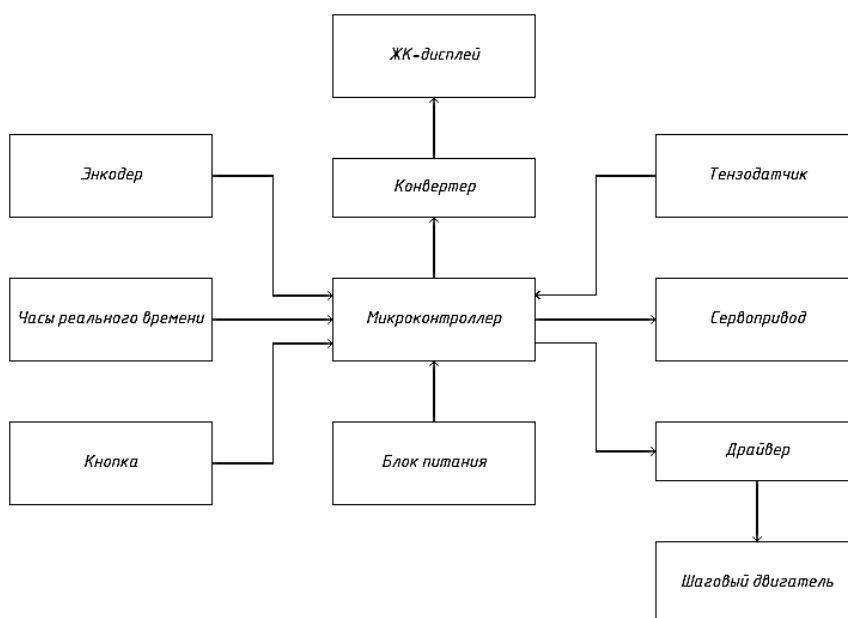 ЖК-дисплей
Энкодер
Конвертер
Тензодатчик
Часы реального времени
Микроконтроллер
Сервопривод
Кнопка
Блок питания
Драйвер
Шаговый двигатель